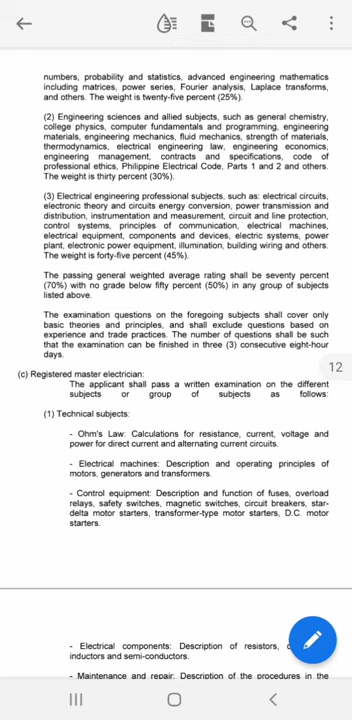 numbers, probability and statistics, advanced engineering mathematics
including matrices, power series, Fourier analysis, Laplace transforms,
and others. The weight is twenty-five percent (25%).
(2) Engineering sciences and allied subjects, such as general chemistry,
college physics, computer fundamentals and programming, engineering
materials, engineering mechanics, fluid mechanics, strength of materials,
thermodynamics, electrical engineering law, engineering economics,
engineering management, contracts and specifications, code of
professional ethics, Philippine Electrical Code, Parts 1 and 2 and others.
The weight is thirty percent (30%).
(3) Electrical engineering professional subjects, such as: electrical circuits,
electronic theory and circuits energy conversion, power transmission and
distribution, instrumentation and measurement, circuit and line protection,
control systems, principles of communication, electrical machines,
electrical equipment, components and devices, electric systems, power
plant, electronic power equipment, illumination, building wiring and others.
The weight is forty-five percent (45%).
The passing general weighted average rating shall be seventy percent
(70%) with no grade below fifty percent (50%) in any group of subjects
listed above.
The examination questions on the foregoing subjects shall cover only
basic theories and principles, and shall exclude questions based on
experience and trade practices. The number of questions shall be such
that the examination can be finished in three (3) consecutive eight-hour
days.
12
(c) Registered master electrician:
The applicant shall pass a written examination on the different
subjects or group of subjects as follows:
(1) Technical subjects:
- Ohm's Law: Calculations for resistance, current, voltage and
power for direct current and alternating current circuits.
- Electrical machines: Description and operating principles of
motors, generators and transformers.
- Control equipment: Description and function of fuses, overload
relays, safety switches, magnetic switches, circuit breakers, star-
delta motor starters, transformer-type motor starters, D.C. motor
starters.
- Electrical components: Description of resistors,
inductors and semi-conductors.
- Maintenance and repair: Description of the procedures in the